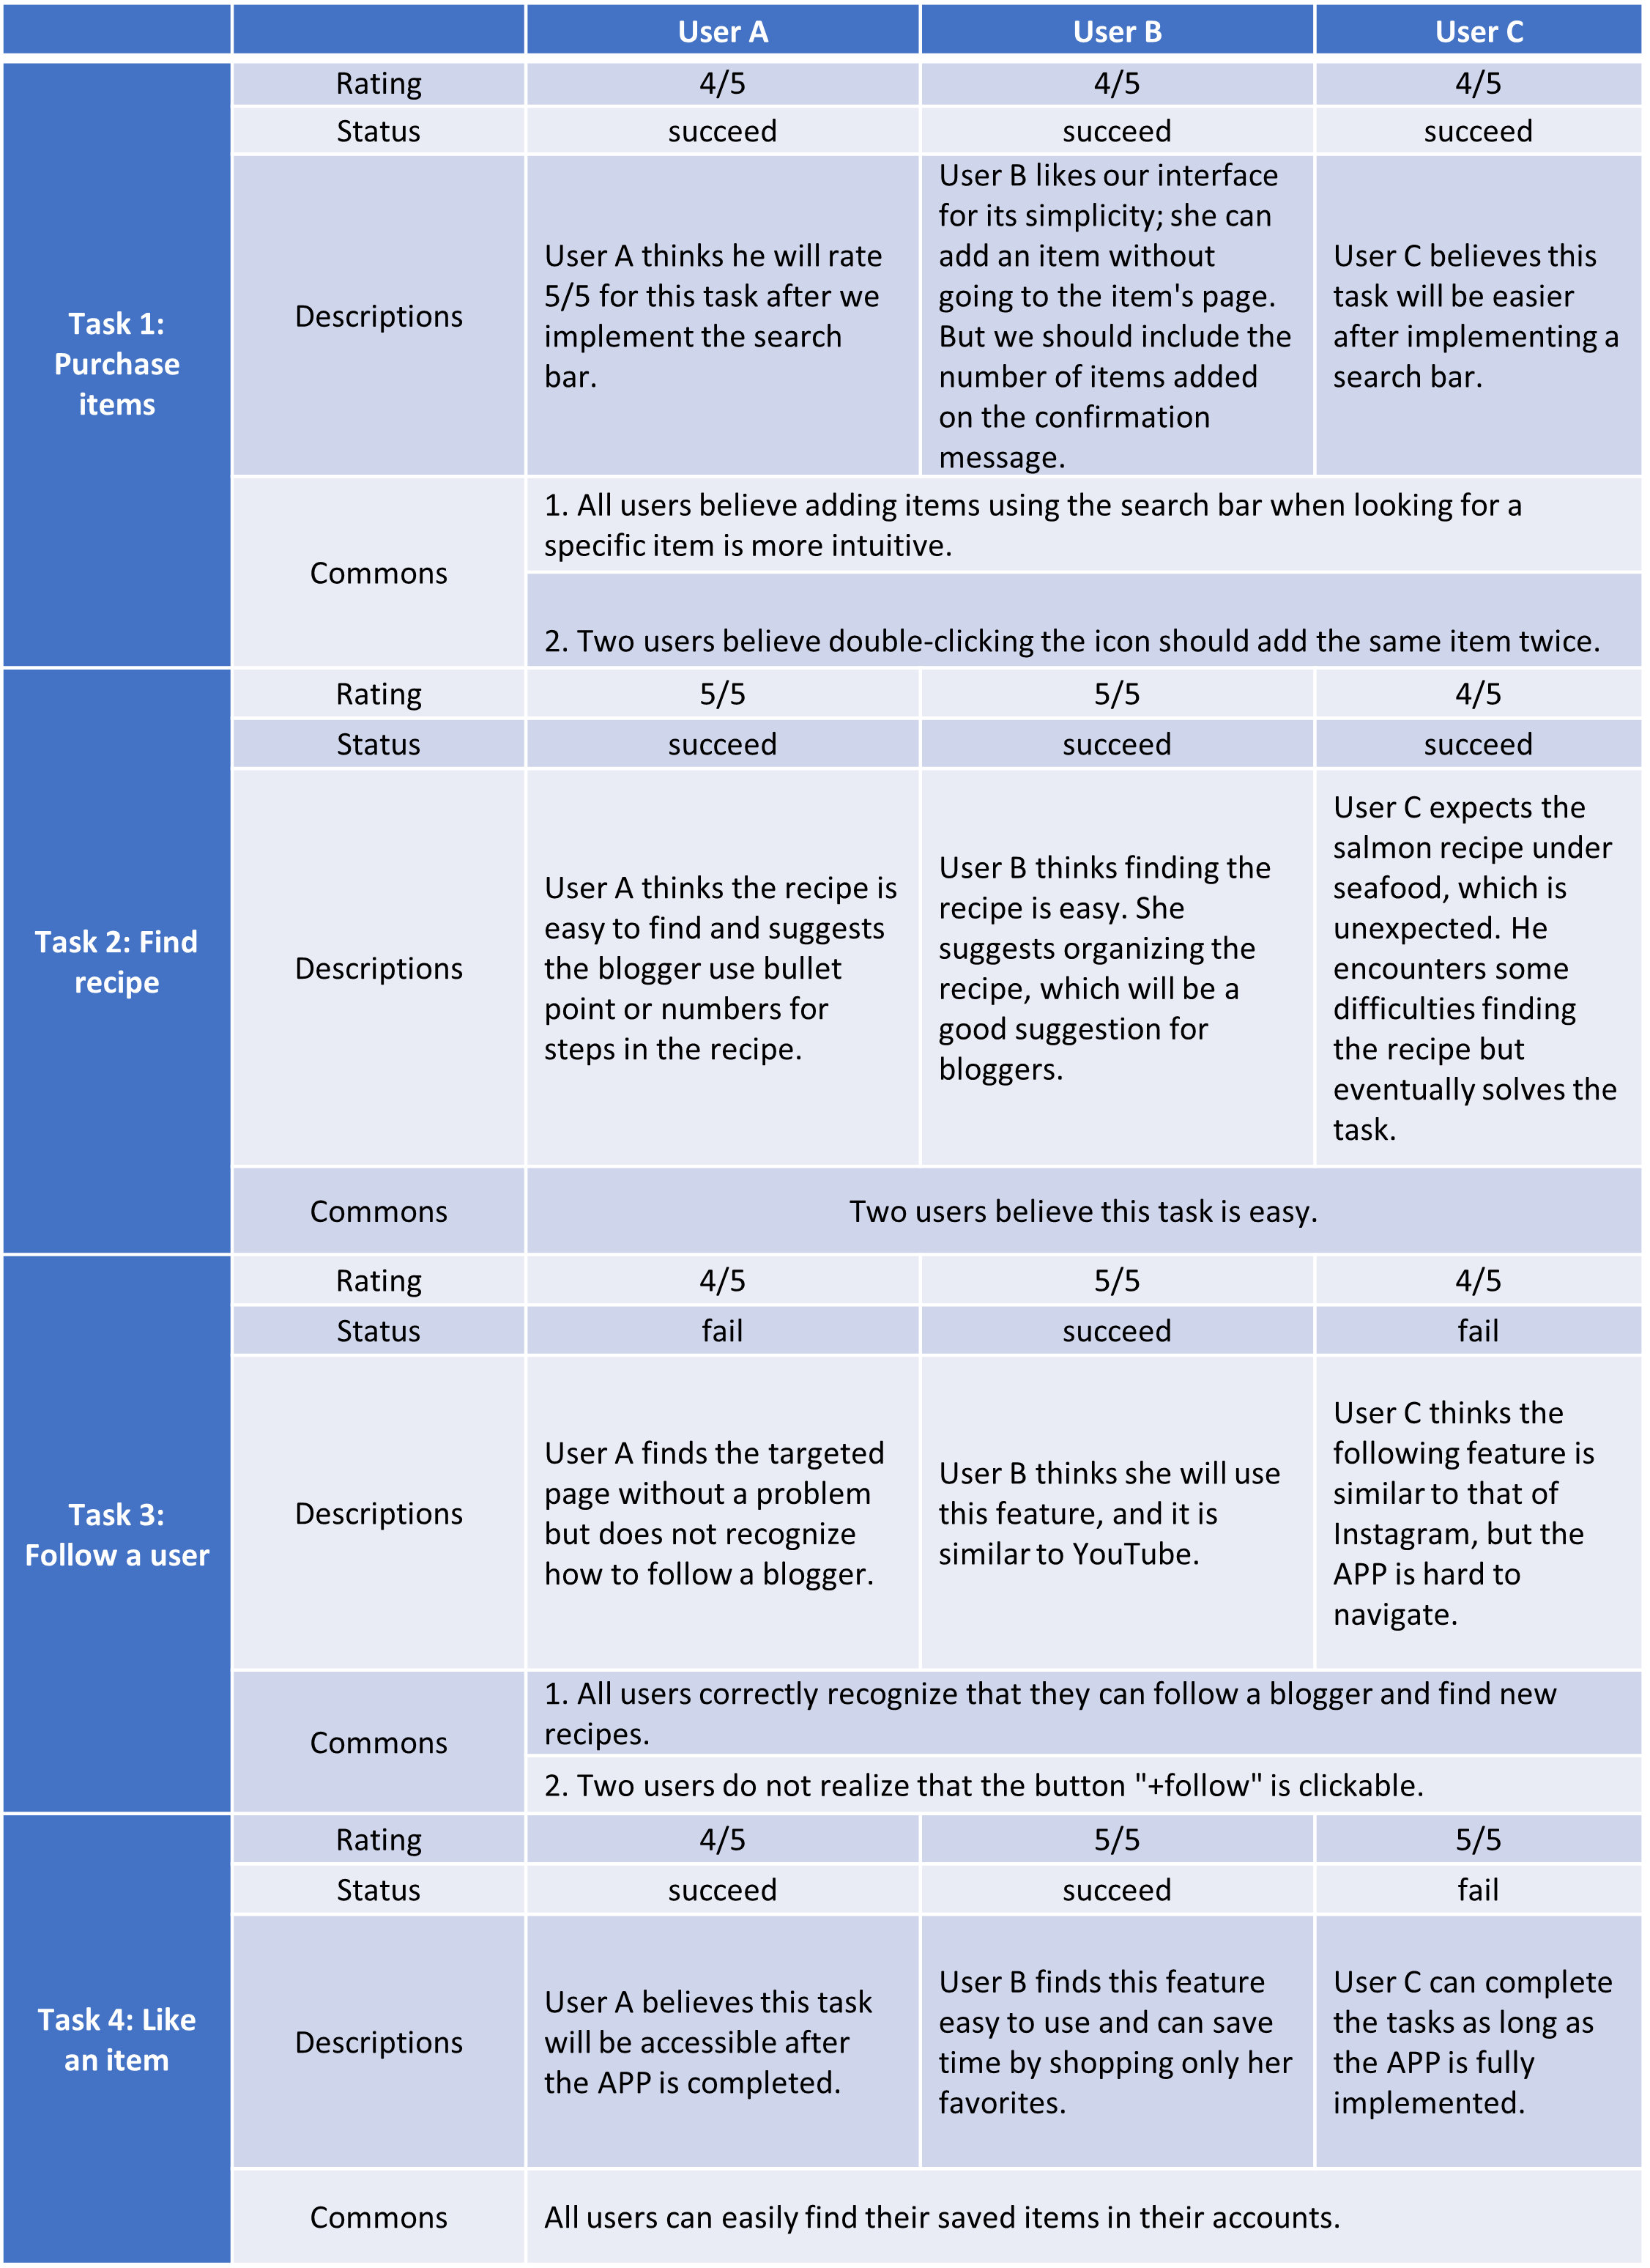 User A User B User C
Task 1:
Purchase
items
Rating 4/5 4/5 4/5
Status succeed succeed succeed
Descriptions
User A thinks he will rate
5/5 for this task after we
implement the search
bar.
User B likes our interface
for its simplicity; she can
add an item without
going to the item's page.
But we should include the
number of items added
on the confirmation
message.
User C believes this
task will be easier
after implementing a
search bar.
Commons
1. All users believe adding items using the search bar when looking for a
specific item is more intuitive.
2. Two users believe double-clicking the icon should add the same item twice.
Task 2: Find
recipe
Rating 5/5 5/5 4/5
Status succeed succeed succeed
Descriptions
User A thinks the recipe is
easy to find and suggests
the blogger use bullet
point or numbers for
steps in the recipe.
User B thinks finding the
recipe is easy. She
suggests organizing the
recipe, which will be a
good suggestion for
bloggers.
User C expects the
salmon recipe under
seafood, which is
unexpected. He
encounters some
difficulties finding
the recipe but
eventually solves the
task.
Commons
Two users believe this task is easy.
Task 3:
Follow a user
Rating 4/5 5/5 4/5
Status fail succeed fail
Descriptions
User A finds the targeted
page without a problem
but does not recognize
how to follow a blogger.
User B thinks she will use
this feature, and it is
similar to YouTube.
User C thinks the
following feature is
similar to that of
Instagram, but the
APP is hard to
navigate.
Commons
1. All users correctly recognize that they can follow a blogger and find new
recipes.
2. Two users do not realize that the button "+follow" is clickable.
Task 4: Like
an item
Rating 4/5 5/5 5/5
Status succeed succeed fail
Descriptions
User A believes this task
will be accessible after
the APP is completed.
User B finds this feature
easy to use and can save
time by shopping only her
favorites.
User C can complete
the tasks as long as
the APP is fully
implemented.
Commons
All users can easily find their saved items in their accounts.